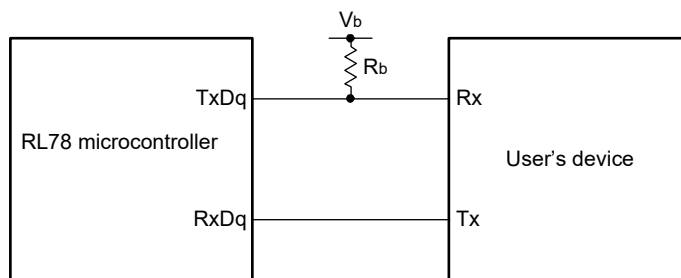 Vb
Rb
TxDq
Rx
RL78 microcontroller
User's device
RxDq
Tx